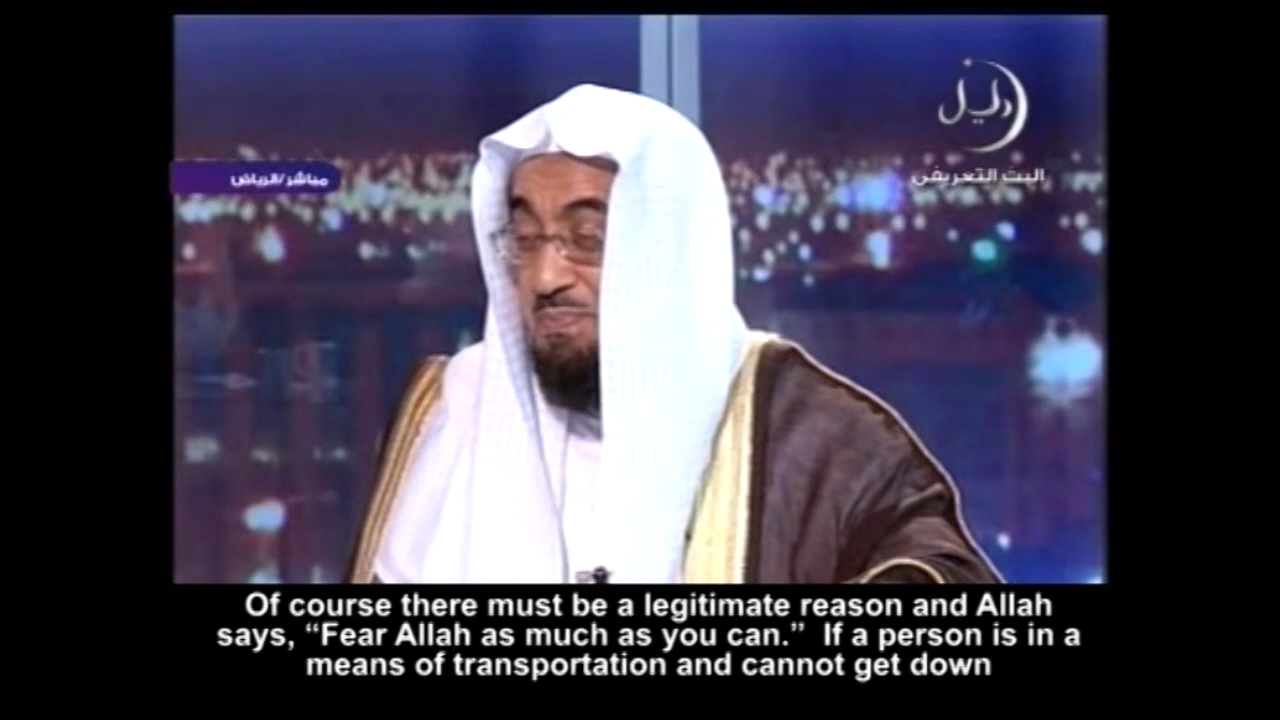 دليل
البث التعريفي
مباشر/الرياض
Of course there must be a legitimate reason and Allah
says, “Fear Allah as much as you can.”  If a person is in a
means of transportation and cannot get down